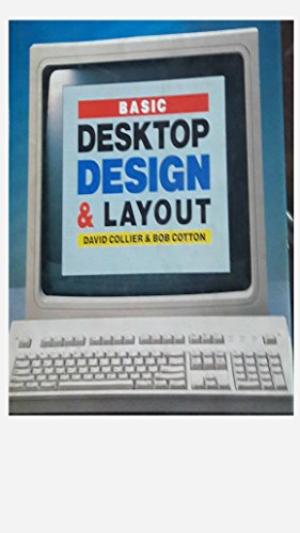 BASIC
DESKTOP
DESIGN
& LAYOUT
DAVID COLLIER & BOB COTTON